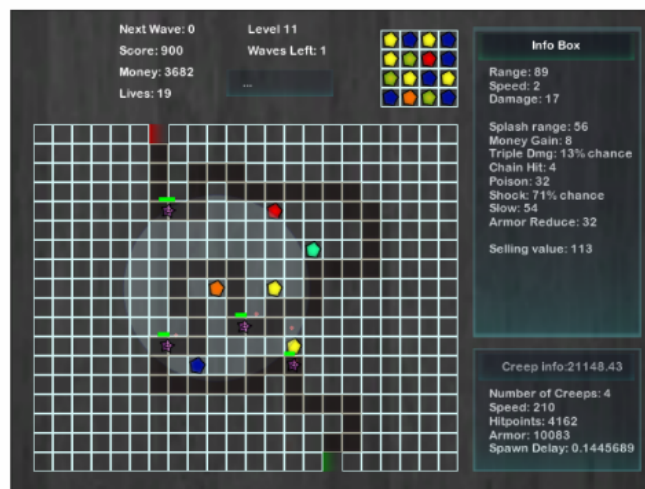 Next Wave: 0
Level 11
Score: 900
Waves Left: 1
Money: 3682
...
Lives: 19
Info Box
Range: 89
Speed: 2
Damage: 17
Splash range: 56
Money Gain: 8
Triple Dmg: 13% chance
Chain Hit: 4
Poison: 32
Shock: 71% chance
Slow: 54
Armor Reduce: 32
Selling value: 113
Creep info:21148.43
Number of Creeps: 4
Speed: 210
Hitpoints: 4162
Armor: 10083
Spawn Delay: 0.1445689